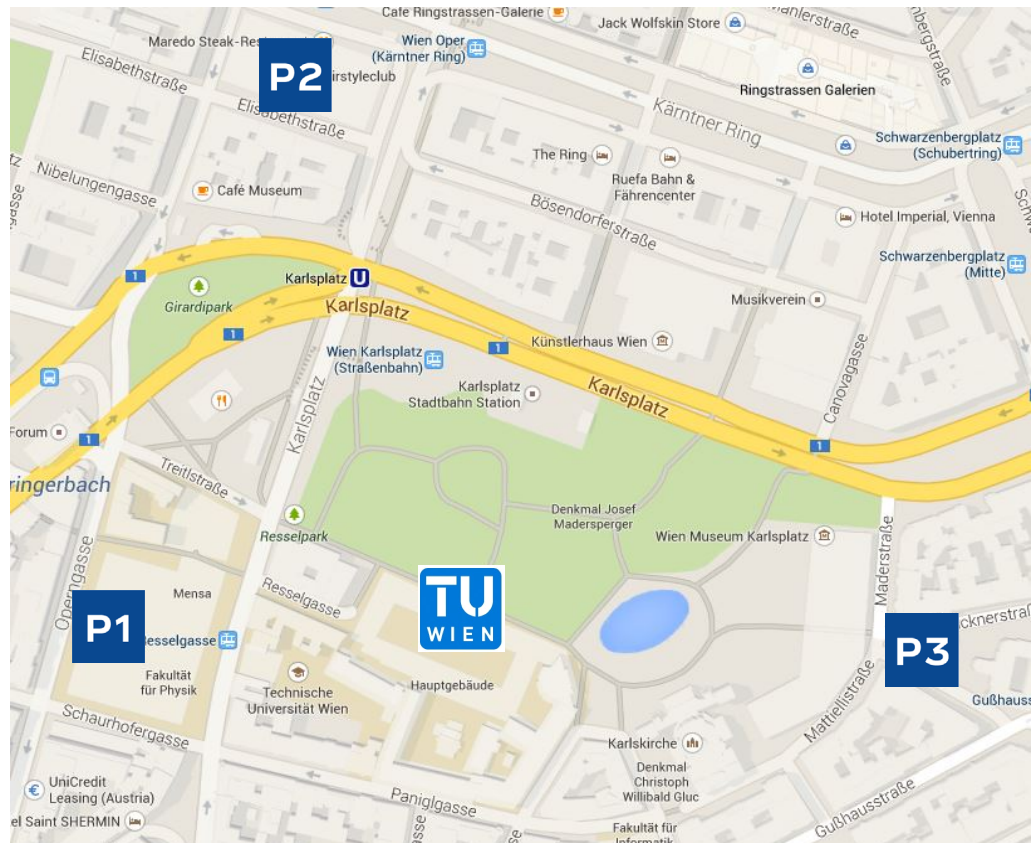 Cafe Ringstrassen-Galerie
Jack Wolfskin Store
Mahlerstraße
Maredo Steak-Res
Wien Oper
(Kärntner Ring)
Elisabethstraße
P2
irstyleclub
Ringstrassen Galerien
Elisabethstraße
Kärntner Ring
Schwarzenbergplatz
(Schubertring)
The Ring
Ruefa Bahn &
Fährencenter
Nibelungengasse
Café Museum
Bösendorferstraße
Hotel Imperial, Vienna
Schwarzenbergplatz
(Mitte)
1
Karlsplatz
U
Girardipark
Karlsplatz
Musikverein
1
Wien Karlsplatz
(Straßenbahn)
1
Künstlerhaus Wien
Karlsplatz
Stadtbahn Station
Karlsplatz
Canovagasse
Karlsplatz
Forum
1
1
Treitlstraße
ringerbach
Resselpark
Denkmal Josef
Madersperger
Wien Museum Karlsplatz
Maderstraße
Operngasse
Mensa
Resselgasse
TU
WIEN
P1
Resselgasse
cknerstraß
P3
Fakultät
für Physik
Technische
Universität Wien
Hauptgebäude
Gußhauss
Schaurhofergasse
Mattiellistraße
Karlskirche
UniCredit
Leasing (Austria)
Denkmal
Christoph
Willibald Gluc
Paniglgasse
Gußhausstraße
el Saint SHERMIN
Fakultät für
Informatik